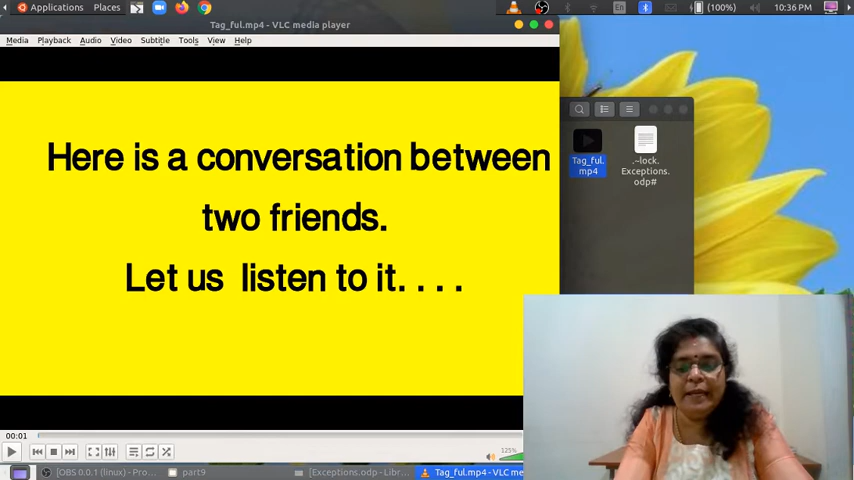 Applications Places En (100%) 10:36 PM
Tag_ful.mp4 - VLC media player
Media Playback Audio Video Subtitle Tools View Help
Here is a conversation between
two friends.
Let us listen to it. . . .
Tag_ful.
mp4
.~lock.
Exceptions.
odp#
00:01
125%
[OBS 0.0.1 (linux) - Pro... part9 [Exceptions.odp - Libr... Tag_ful.mp4 - VLC me...